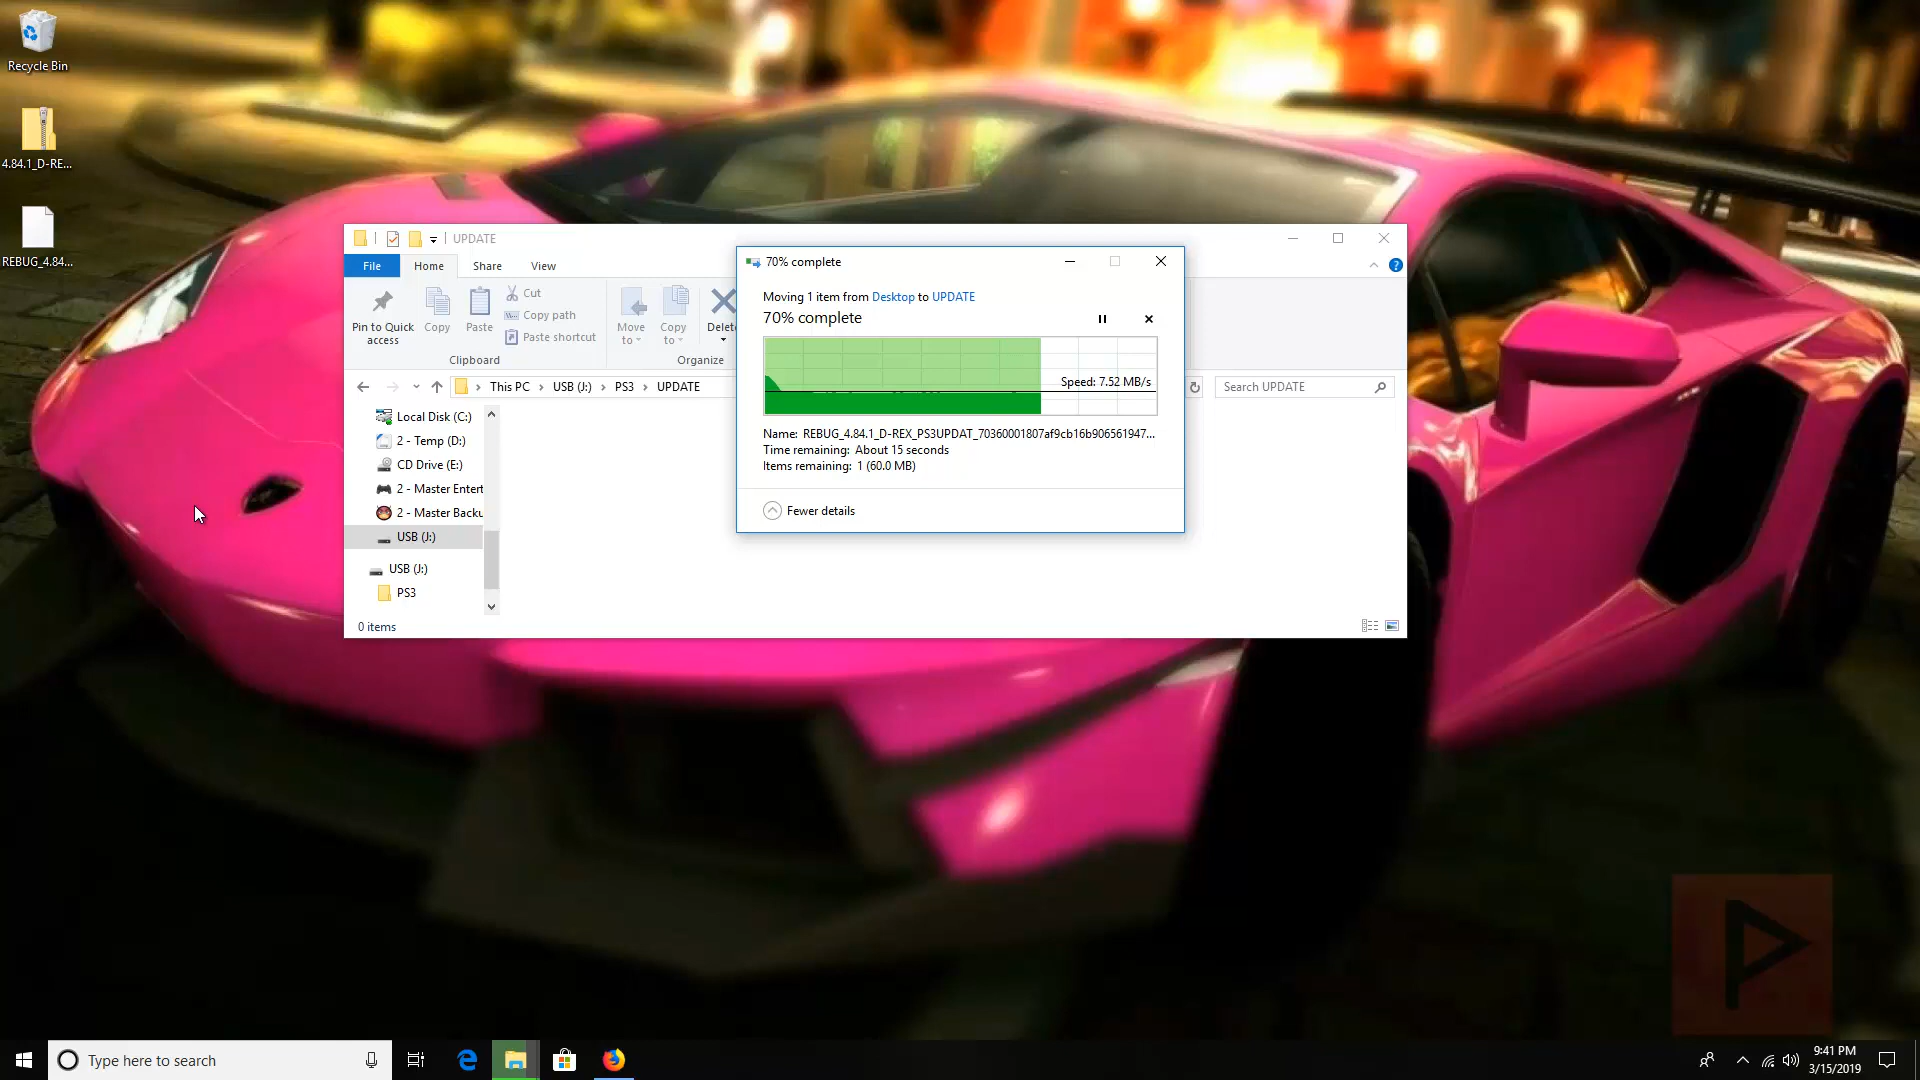 Recycle Bin
4.84.1_D-RE...
REBUG_4.84...
UPDATE
File
Home
Share
View
Pin to Quick
access
Copy
Paste
Cut
Copy path
Paste shortcut
Clipboard
Move
to
Copy
to
Delete
Organize
This PC
USB (J:)
PS3
UPDATE
Search UPDATE
Local Disk (C:)
2 - Temp (D:)
CD Drive (E:)
2 - Master Entert
2 - Master Backu
USB (J:)
USB (J:)
PS3
0 items
70% complete
Moving 1 item from Desktop to UPDATE
70% complete
Speed: 7.52 MB/s
Name: REBUG_4.84.1_D-REX_PS3UPDAT_70360001807af9cb16b906561947...
Time remaining: About 15 seconds
Items remaining: 1 (60.0 MB)
Fewer details
P
Type here to search
9:41 PM
3/15/2019